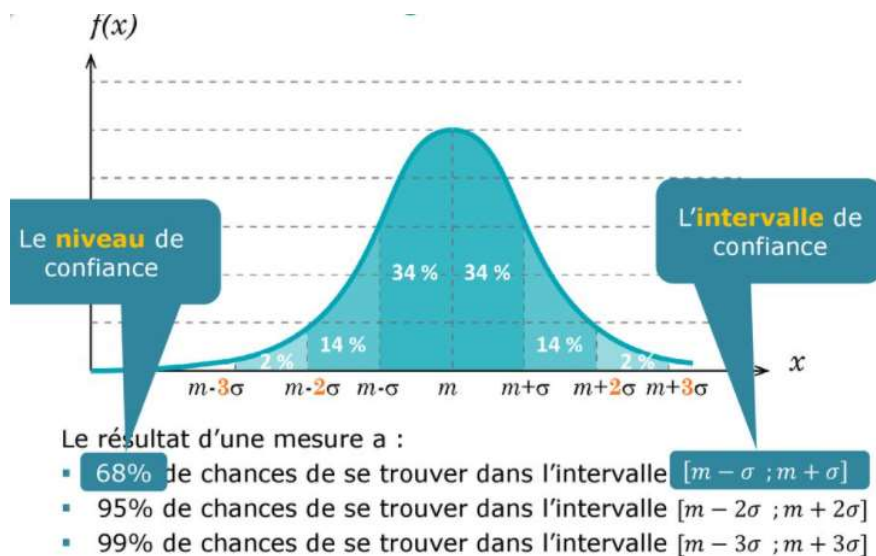 f(x)
Le niveau de
confiance
L'intervalle de
confiance
34 % 34 %
14 % 14 %
2 % 2 %
x
m-3σ m-2σ m-σ m m+σ m+2σ m+3σ
Le résultat d'une mesure a :
▪ 68% de chances de se trouver dans l'intervalle [m − σ ; m + σ]
▪ 95% de chances de se trouver dans l'intervalle [m − 2σ ; m + 2σ]
▪ 99% de chances de se trouver dans l'intervalle [m − 3σ ; m + 3σ]